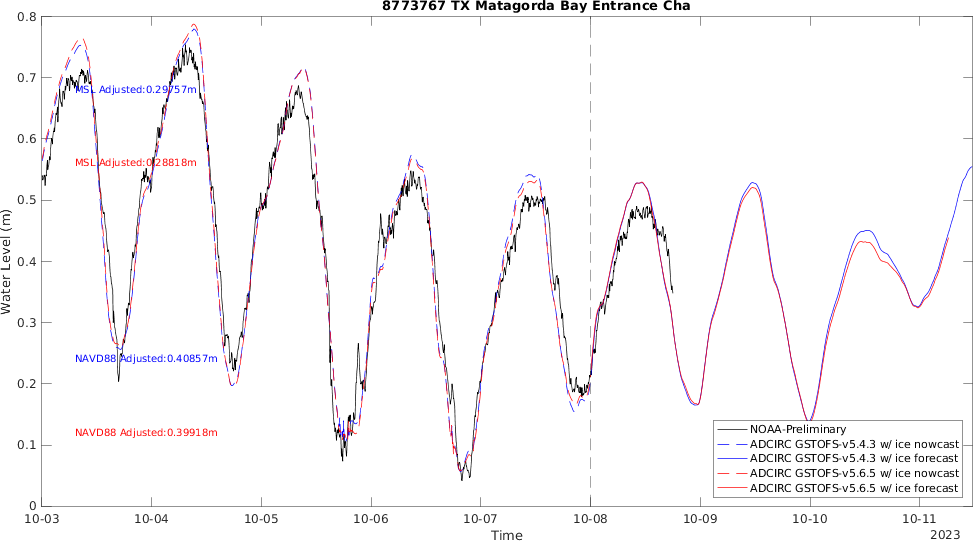 8773767 TX Matagorda Bay Entrance Cha
0.8
0.7
0.6
0.5
0.4
0.3
0.2
0.1
0
Water Level (m)
MSL Adjusted:0.29757m
MSL Adjusted:0.28818m
NAVD88 Adjusted:0.40857m
NAVD88 Adjusted:0.39918m
NOAA-Preliminary
ADCIRC GSTOFS-v5.4.3 w/ ice nowcast
ADCIRC GSTOFS-v5.4.3 w/ ice forecast
ADCIRC GSTOFS-v5.6.5 w/ ice nowcast
ADCIRC GSTOFS-v5.6.5 w/ ice forecast
10-03 10-04 10-05 10-06 10-07 10-08 10-09 10-10 10-11
Time
2023